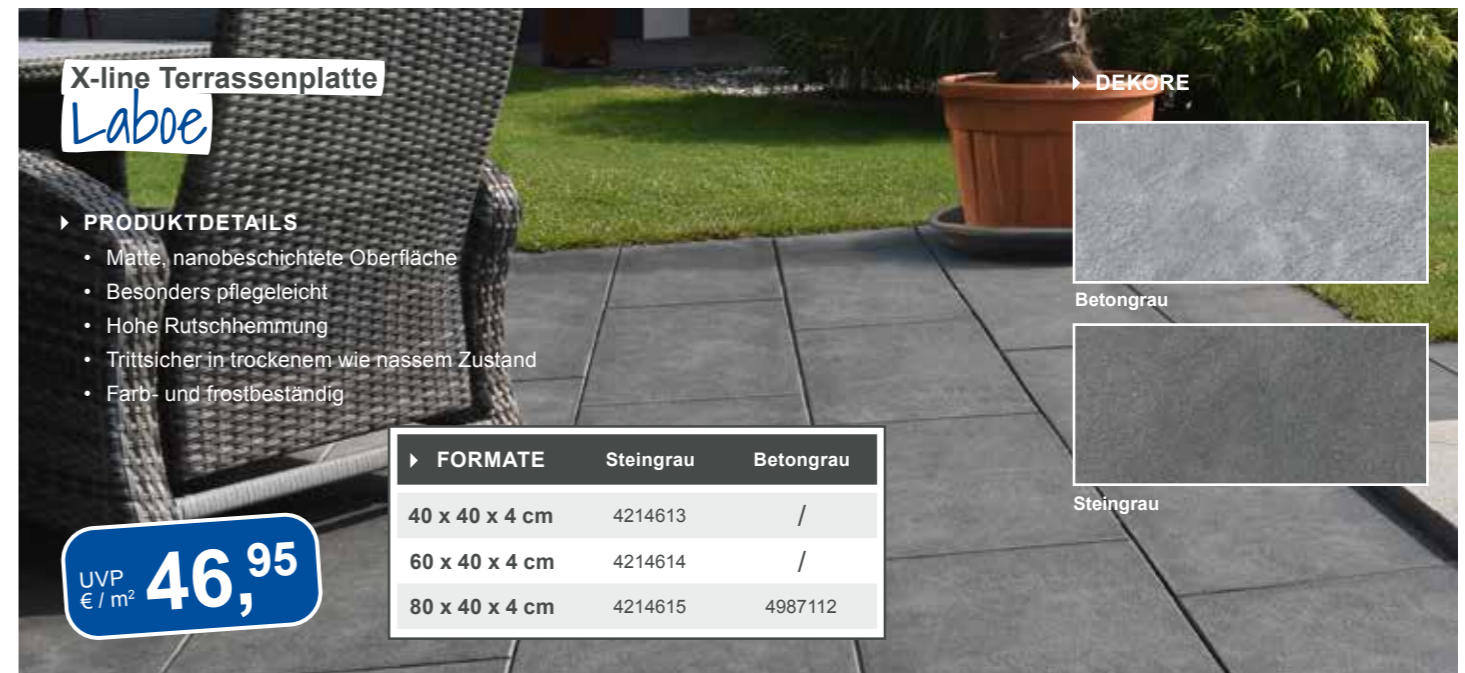 X-line Terrassenplatte
Laboe
PRODUKTDETAILS
• Matte, nanobeschichtete Oberfläche
• Besonders pflegeleicht
• Hohe Rutschhemmung
• Trittsicher in trockenem wie nassem Zustand
• Farb- und frostbeständig
FORMATE Steingrau Betongrau
40 x 40 x 4 cm 4214613 /
60 x 40 x 4 cm 4214614 /
80 x 40 x 4 cm 4214615 4987112
UVP
€ / m² 46,95
DEKORE
Betongrau
Steingrau